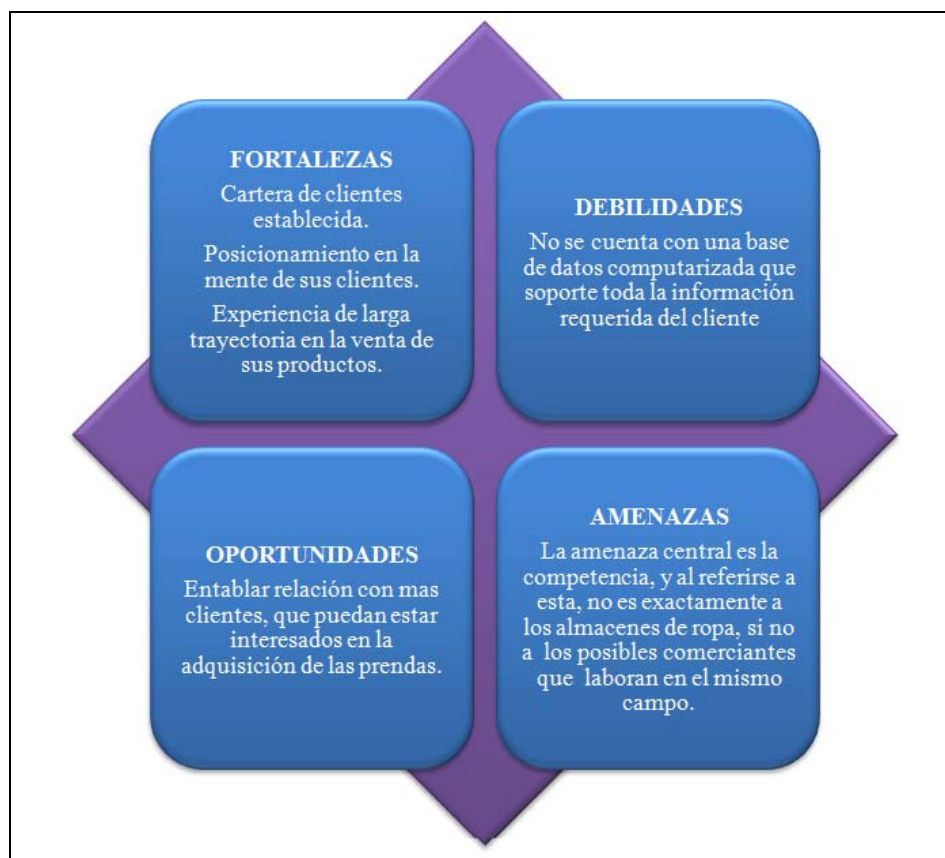 FORTALEZAS
Cartera de clientes
establecida.
Posicionamiento en la
mente de sus clientes.
Experiencia de larga
trayectoria en la venta de
sus productos.
DEBILIDADES
No se cuenta con una base
de datos computarizada que
soporte toda la información
requerida del cliente
OPORTUNIDADES
Entablar relación con mas
clientes, que puedan estar
interesados en la
adquisición de las prendas.
AMENAZAS
La amenaza central es la
competencia, y al referirse a
esta, no es exactamente a
los almacenes de ropa, si no
a los posibles comerciantes
que laboran en el mismo
campo.